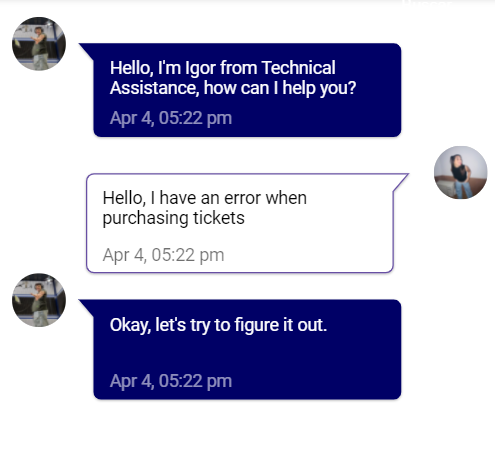 Hello, I'm Igor from Technical
Assistance, how can I help you?
Apr 4, 05:22 pm
Hello, I have an error when
purchasing tickets
Apr 4, 05:22 pm
Okay, let's try to figure it out.
Apr 4, 05:22 pm